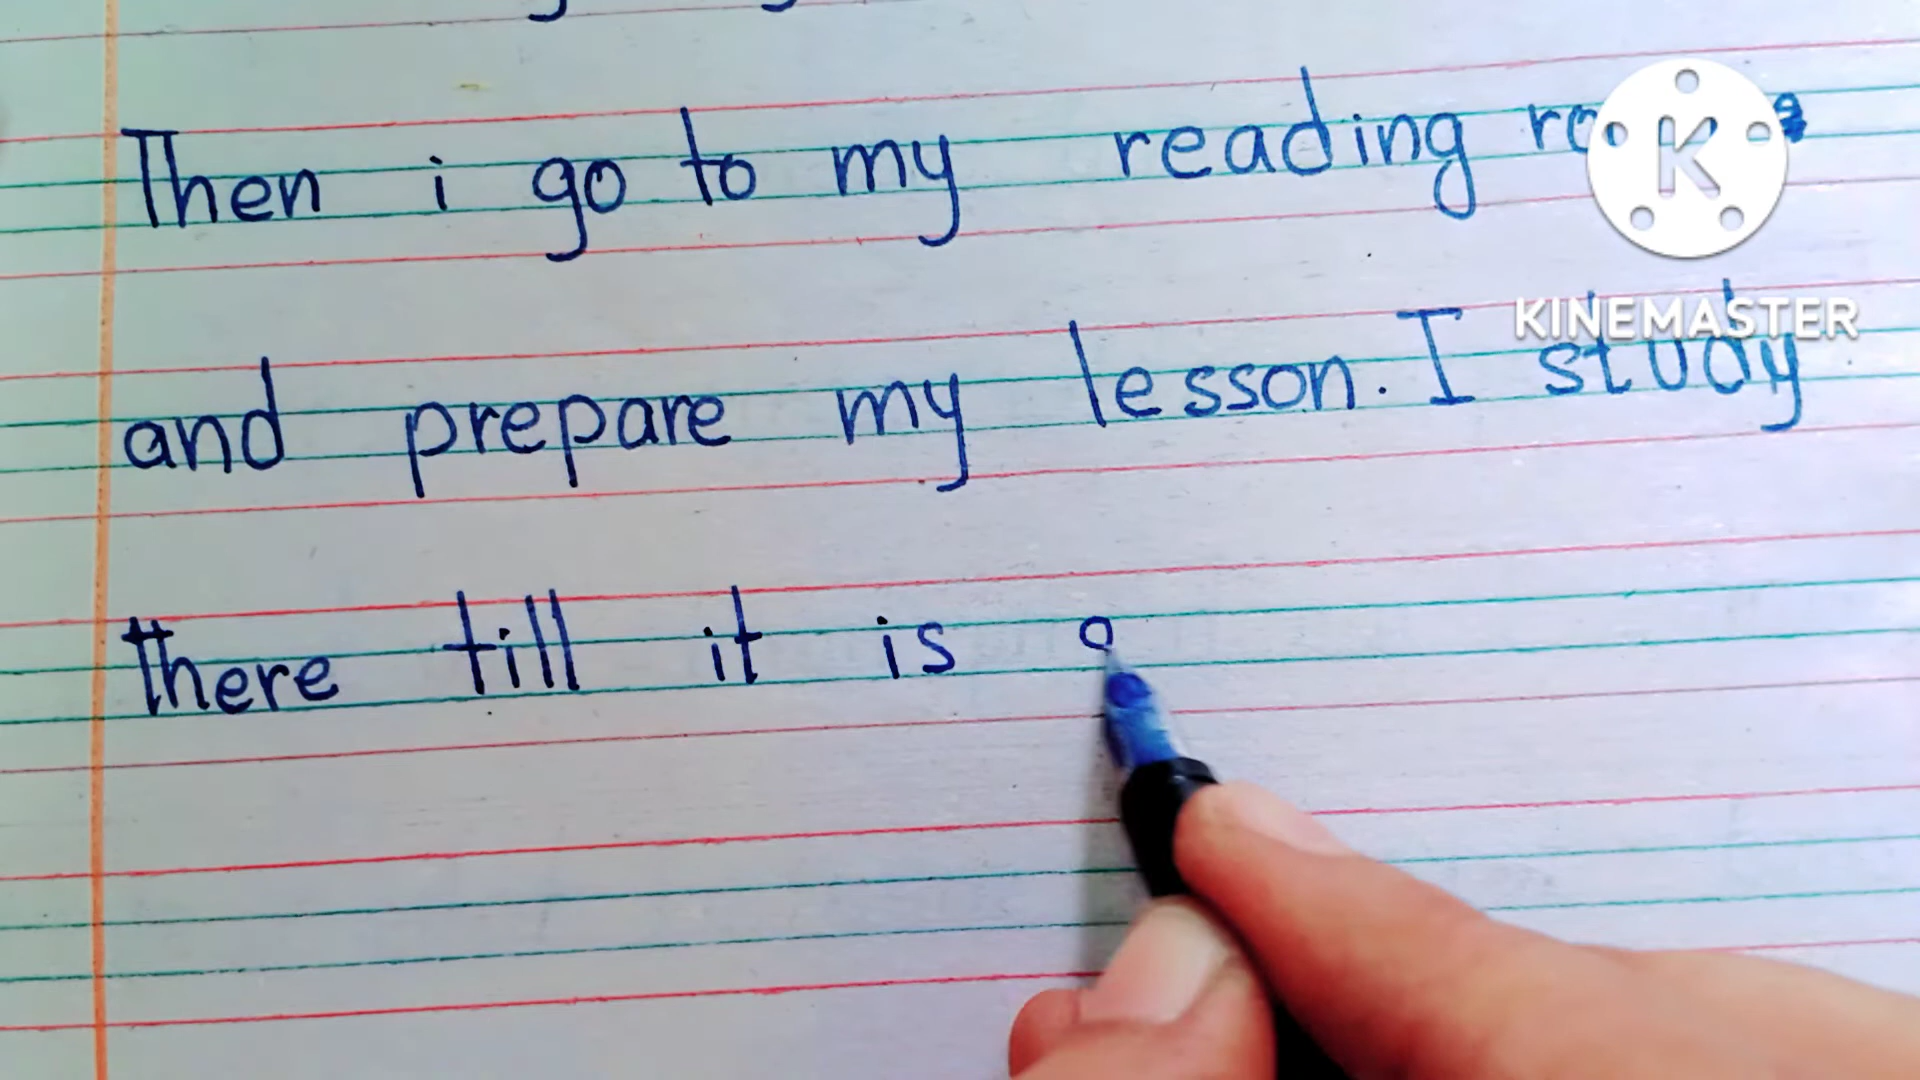 Then i go to my reading
and prepare my lesson. I study
there till it is
K
KINEMASTER